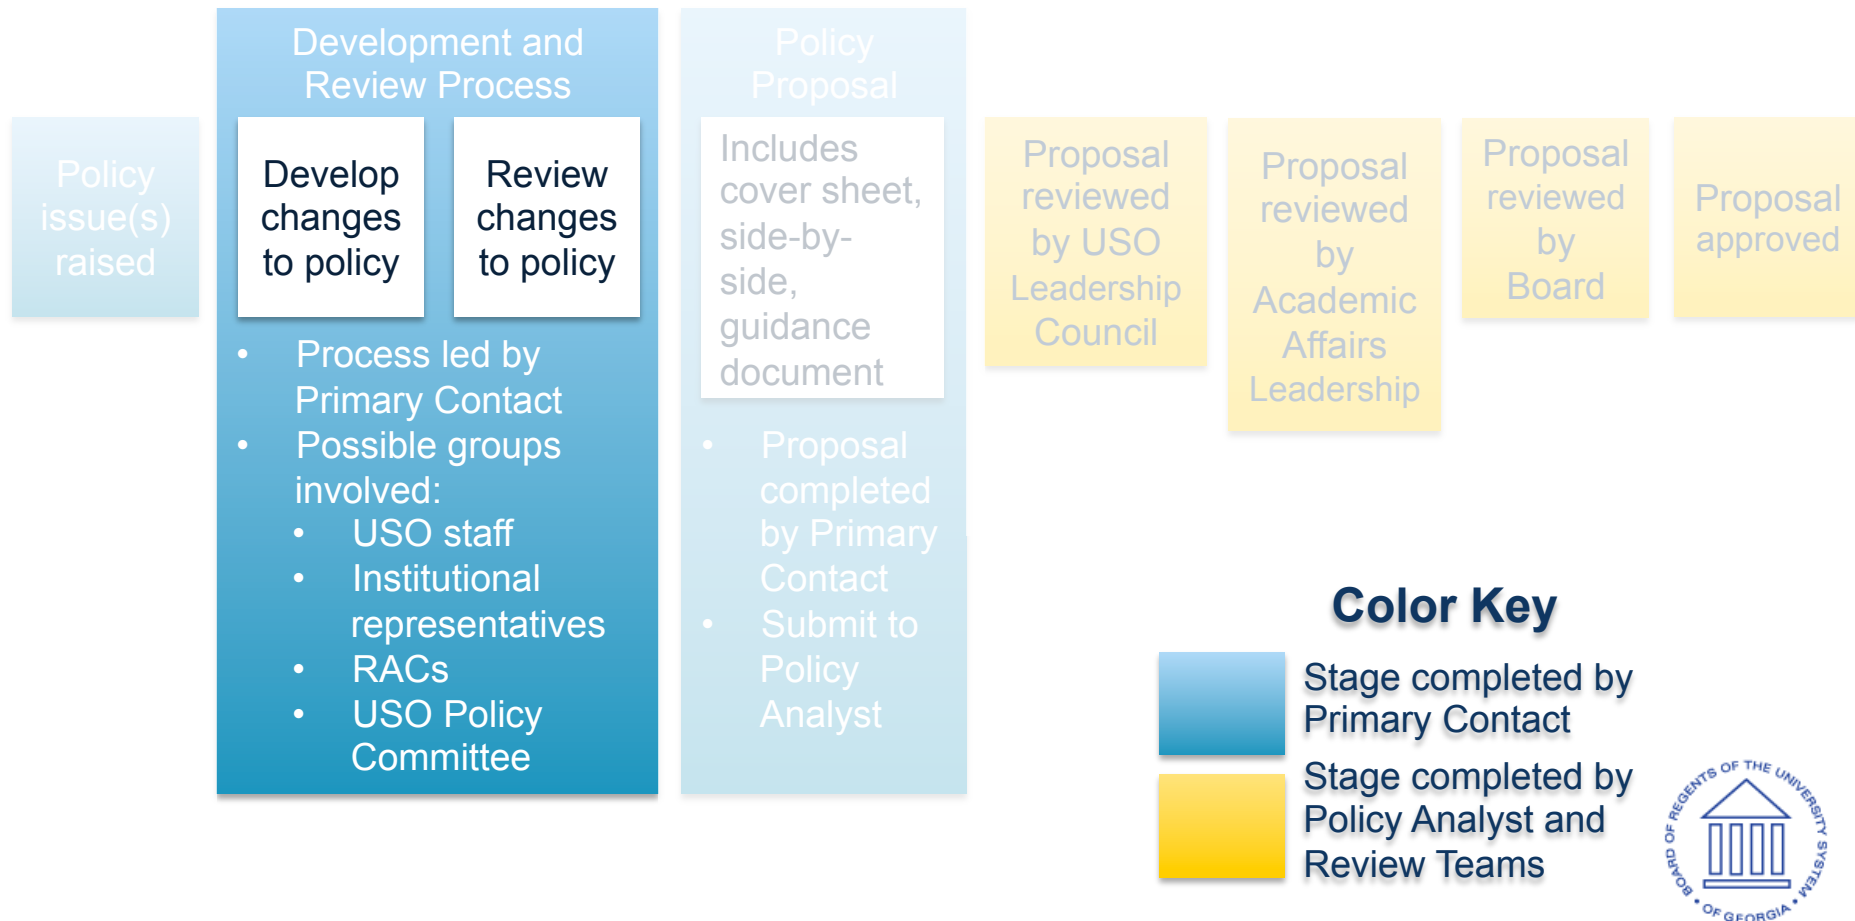 Policy
issue(s)
raised
Development and
Review Process
Develop
changes
to policy
Review
changes
to policy
• Process led by
Primary Contact
• Possible groups
involved:
• USO staff
• Institutional
representatives
• RACs
• USO Policy
Committee
Policy
Proposal
Includes
cover sheet,
side-by-
side,
guidance
document
• Proposal
completed
by Primary
Contact
• Submit to
Policy
Analyst
Proposal
reviewed
by USO
Leadership
Council
Proposal
reviewed
by
Academic
Affairs
Leadership
Proposal
reviewed
by
Board
Proposal
approved
Color Key
Stage completed by
Primary Contact
Stage completed by
Policy Analyst and
Review Teams
BOARD OF REGENTS OF THE UNIVERSITY SYSTEM
• OF GEORGIA •